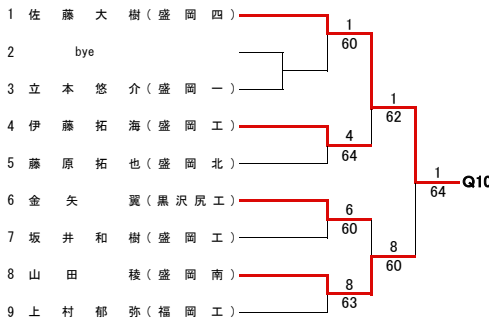 1 佐藤大樹(盛岡四)
2 bye
3 立本悠介(盛岡一)
4 伊藤拓海(盛岡工)
5 藤原拓也(盛岡北)
6 金矢翼(黒沢尻工)
7 坂井和樹(盛岡工)
8 山田稜(盛岡南)
9 上村郁弥(福岡工)
1
60
4
64
6
60
8
63
1
62
8
60
1
64
Q10